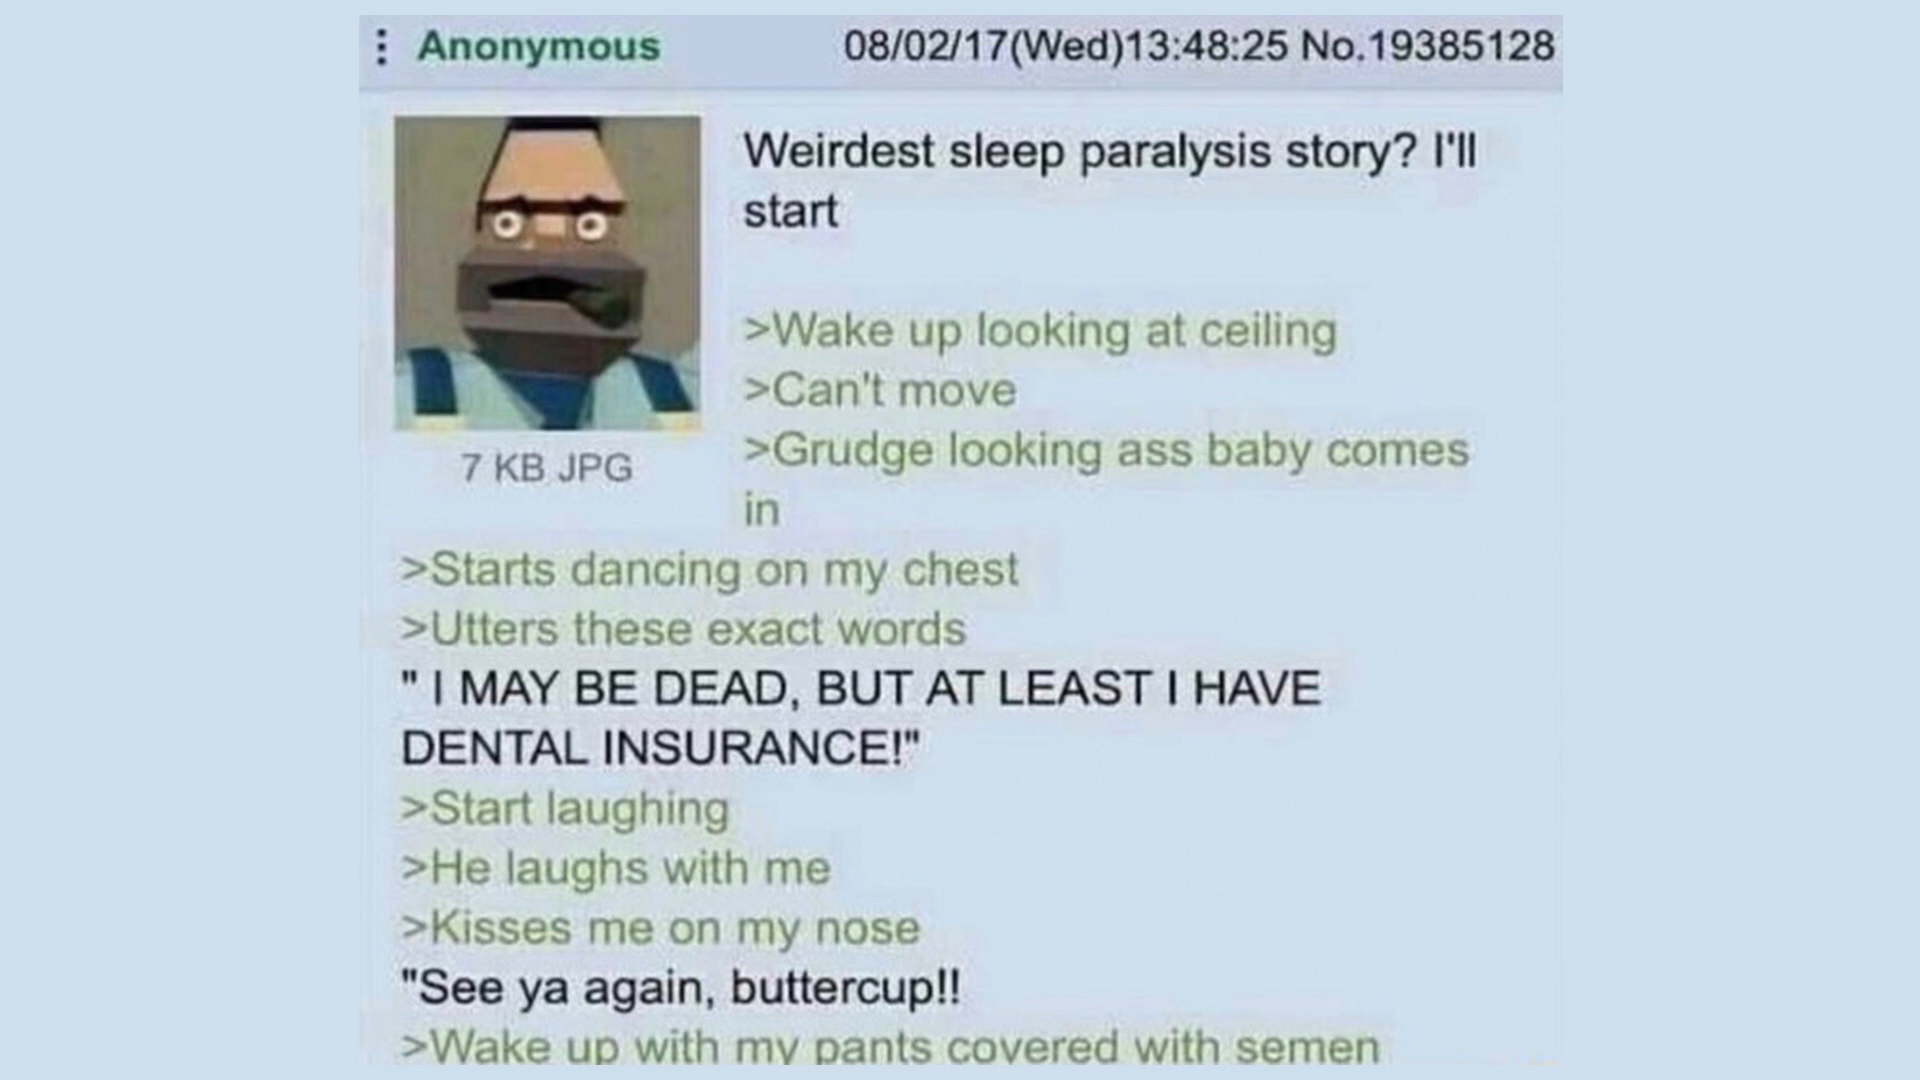 Anonymous 08/02/17(Wed)13:48:25 No.19385128
Weirdest sleep paralysis story? I'll
start
>Wake up looking at ceiling
>Can't move
>Grudge looking ass baby comes
in
7 KB JPG
>Starts dancing on my chest
>Utters these exact words
" I MAY BE DEAD, BUT AT LEAST I HAVE
DENTAL INSURANCE!"
>Start laughing
>He laughs with me
>Kisses me on my nose
"See ya again, buttercup!!
>Wake up with my pants covered with semen